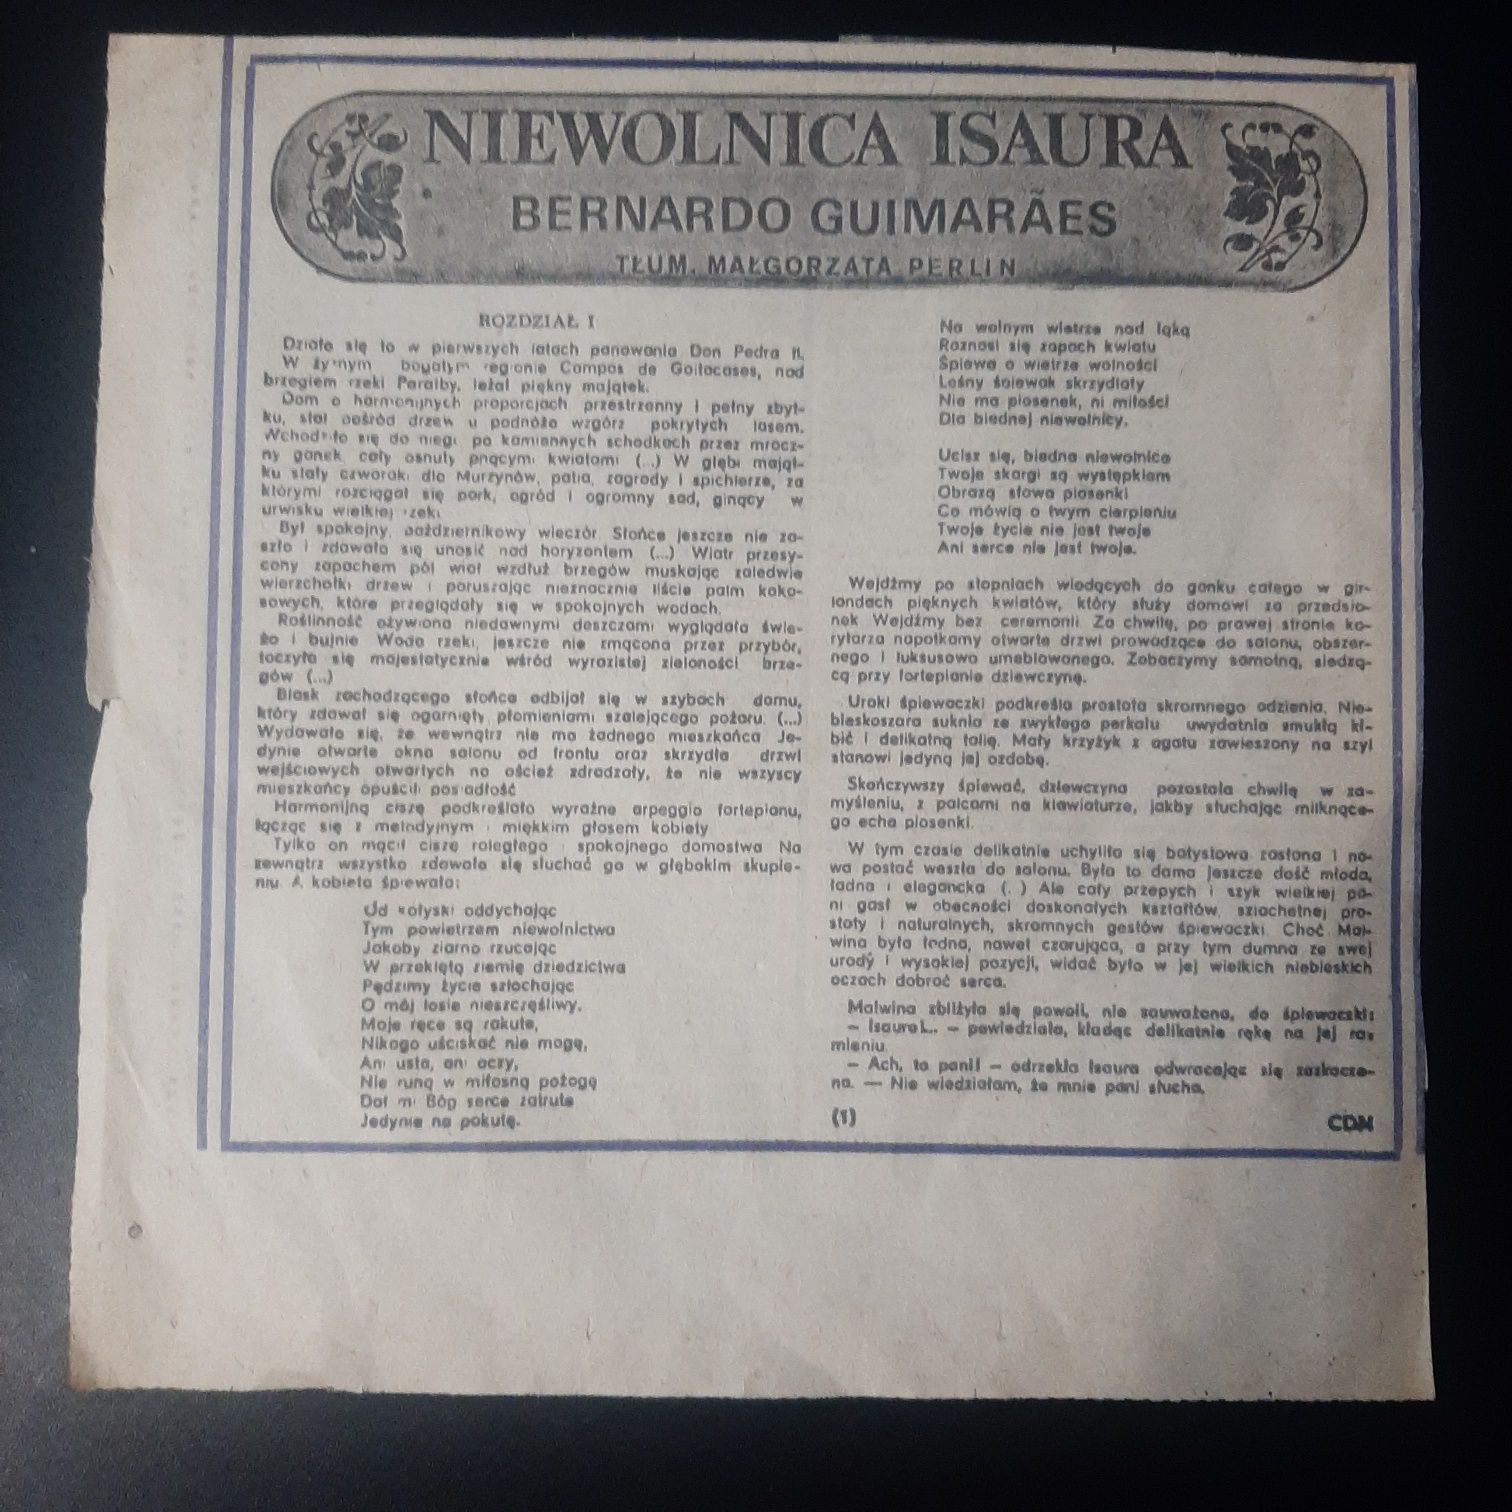 NIEWOLNICA ISAURA
BERNARDO GUIMARÃES
TŁUM. MAŁGORZATA PERLIN
ROZDZIAŁ I
Działo się to w pierwszych latach panowania Don Pedra II.
W żyznym bogatym regionie Campos de Goitacases, nad
brzegiem rzeki Paraiby, leżał piękny majątek.
Dom o harmonijnych proporcjach przestrzenny i pełny zbyt-
ku, stał pośród drzew u podnóża wzgórz pokrytych lasem.
Wchodziło się do niego po kamiennych schodkach przez mrocz-
ny ganek cały osnuty pnącymi kwiatami (...) W głębi mająt-
ku stały czworaki dla Murzynów, patia, zagrody i spichlerze, za
którymi rozciągał się park, ogród i ogromny sad, ginący w
urwisku wielkiej rzeki
Był spokojny, październikowy wieczór. Słońce jeszcze nie za-
szło i zdawało się unosić nad horyzontem (...) Wiatr przesy-
cony zapachem pól wiał wzdłuż brzegów muskając zaledwie
wierzchołki drzew i poruszając nieznacznie liście palm koko-
sowych, które przeglądały się w spokojnych wodach.
Roślinność ożywiona niedawnymi deszczami wyglądała świe-
żo i bujnie Woda rzeki, jeszcze nie zmącona przez przybór,
toczyła się majestatycznie wśród wyrazistej zieloności brze-
gów (...)
Blask zachodzącego słońca odbijał się w szybach domu,
który zdawał się ogarnięty płomieniami szalejącego pożaru. (...)
Wydawało się, że wewnątrz nie ma żadnego mieszkańca Je-
dynie otwarte okna salonu od frontu oraz skrzydła drzwi
wejściowych otwartych na oścież zdradzały, że nie wszyscy
mieszkańcy opuścili posiadłość
Harmonijną ciszę podkreślało wyraźne arpeggio fortepianu,
łącząc się z melodyjnym i miękkim głosem kobiety
Tylko on mącił ciszę rozległego i spokojnego domostwa Na
zewnątrz wszystko zdawało się słuchać go w głębokim skupie-
niu. A kobieta śpiewała:
Od kołyski oddychając
Tym powietrzem niewolnictwa
Jakoby ziarno rzucając
W przeklętą ziemię dziedzictwa
Pędzimy życie szlochając
O mój losie nieszczęśliwy.
Moje ręce są zakute,
Nikogo uściskać nie mogę,
Ani usta, ani oczy,
Nie runą w miłosną pożogę
Dał mi Bóg serce zatrute
Jedynie na pokutę.
Na wolnym wietrze nad łąką
Roznosi się zapach kwiatu
Śpiewa o wietrze wolności
Leśny śpiewak skrzydlaty
Nie ma piosenek, ni miłości
Dla biednej niewolnicy.
Ucisz się, biedna niewolnico
Twoje skargi są występkiem
Obrazą słowa piosenki
Co mówią o twym cierpieniu
Twoje życie nie jest twoje
Ani serce nie jest twoje.
Wejdźmy po stopniach wiodących do ganku całego w gir-
landach pięknych kwiatów, który służy domowi za przedsio-
nek Wejdźmy bez ceremonii. Za chwilę, po prawej stronie ko-
rytarza napotkamy otwarte drzwi prowadzące do salonu, obszer-
nego i luksusowo umeblowanego. Zobaczymy samotną, siedzą-
cą przy fortepianie dziewczynę.
Uroki śpiewaczki podkreśla prostota skromnego odzienia. Nie-
bieskoszara suknia ze zwykłego perkalu uwydatnia smukłą ki-
bić i delikatną talię. Mały krzyżyk z agatu zawieszony na szyi
stanowi jedyną jej ozdobę.
Skończywszy śpiewać, dziewczyna pozostała chwilę w za-
myśleniu, z palcami na klawiaturze, jakby słuchając milknące-
go echa piosenki.
W tym czasie delikatnie uchyliła się batystowa zasłona i no-
wa postać weszła do salonu. Była to dama jeszcze dość młoda,
ładna i elegancka (. ) Ale cały przepych i szyk wielkiej pa-
ni gasł w obecności doskonałych kształtów, szlachetnej pro-
stoty i naturalnych, skromnych gestów śpiewaczki. Choć Mal-
wina była ładna, nawet czarująca, a przy tym dumna ze swej
urody i wysokiej pozycji, widać było w jej wielkich niebieskich
oczach dobroć serca.
Malwina zbliżyła się powoli, nie zauważona, do śpiewaczki:
— Isauro!.. — powiedziała, kładąc delikatnie rękę na jej ra-
mieniu.
— Ach, to pani! — odrzekła Isaura odwracając się zaskoczo-
na. — Nie wiedziałam, że mnie pani słucha.
(1)
CDN